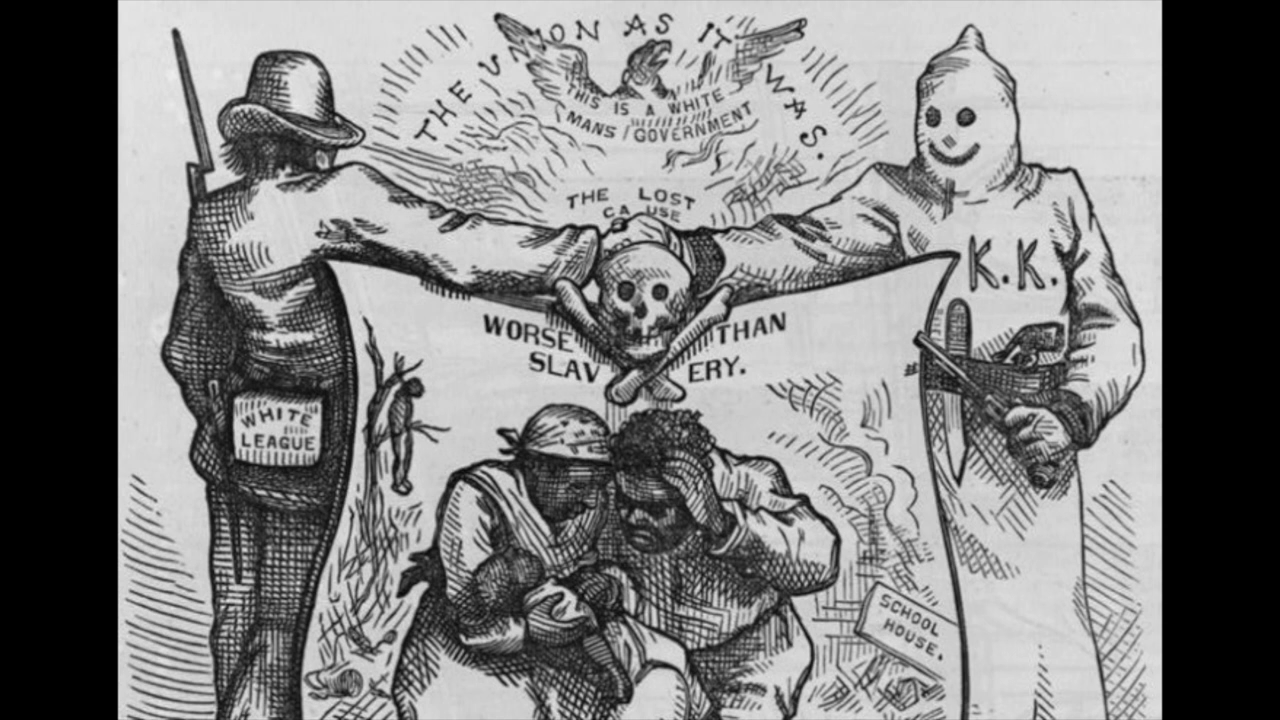 THE UNION AS IT WAS.
THIS IS A WHITE
MANS GOVERNMENT
THE LOST
CAUSE
K.K.
WORSE THAN
SLAVERY.
WHITE
LEAGUE
SCHOOL
HOUSE.